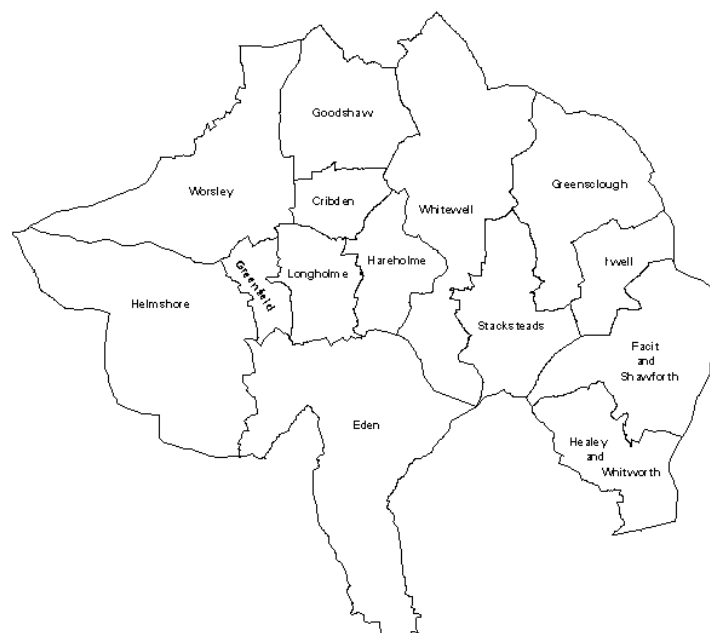 Goodshaw
Worsley
Cribden
Whitewell
Greensclough
Greenfield
Longholme
Hareholme
Irwell
Helmshore
Stacksteads
Facit
and
Shawforth
Eden
Healey
and
Whitworth